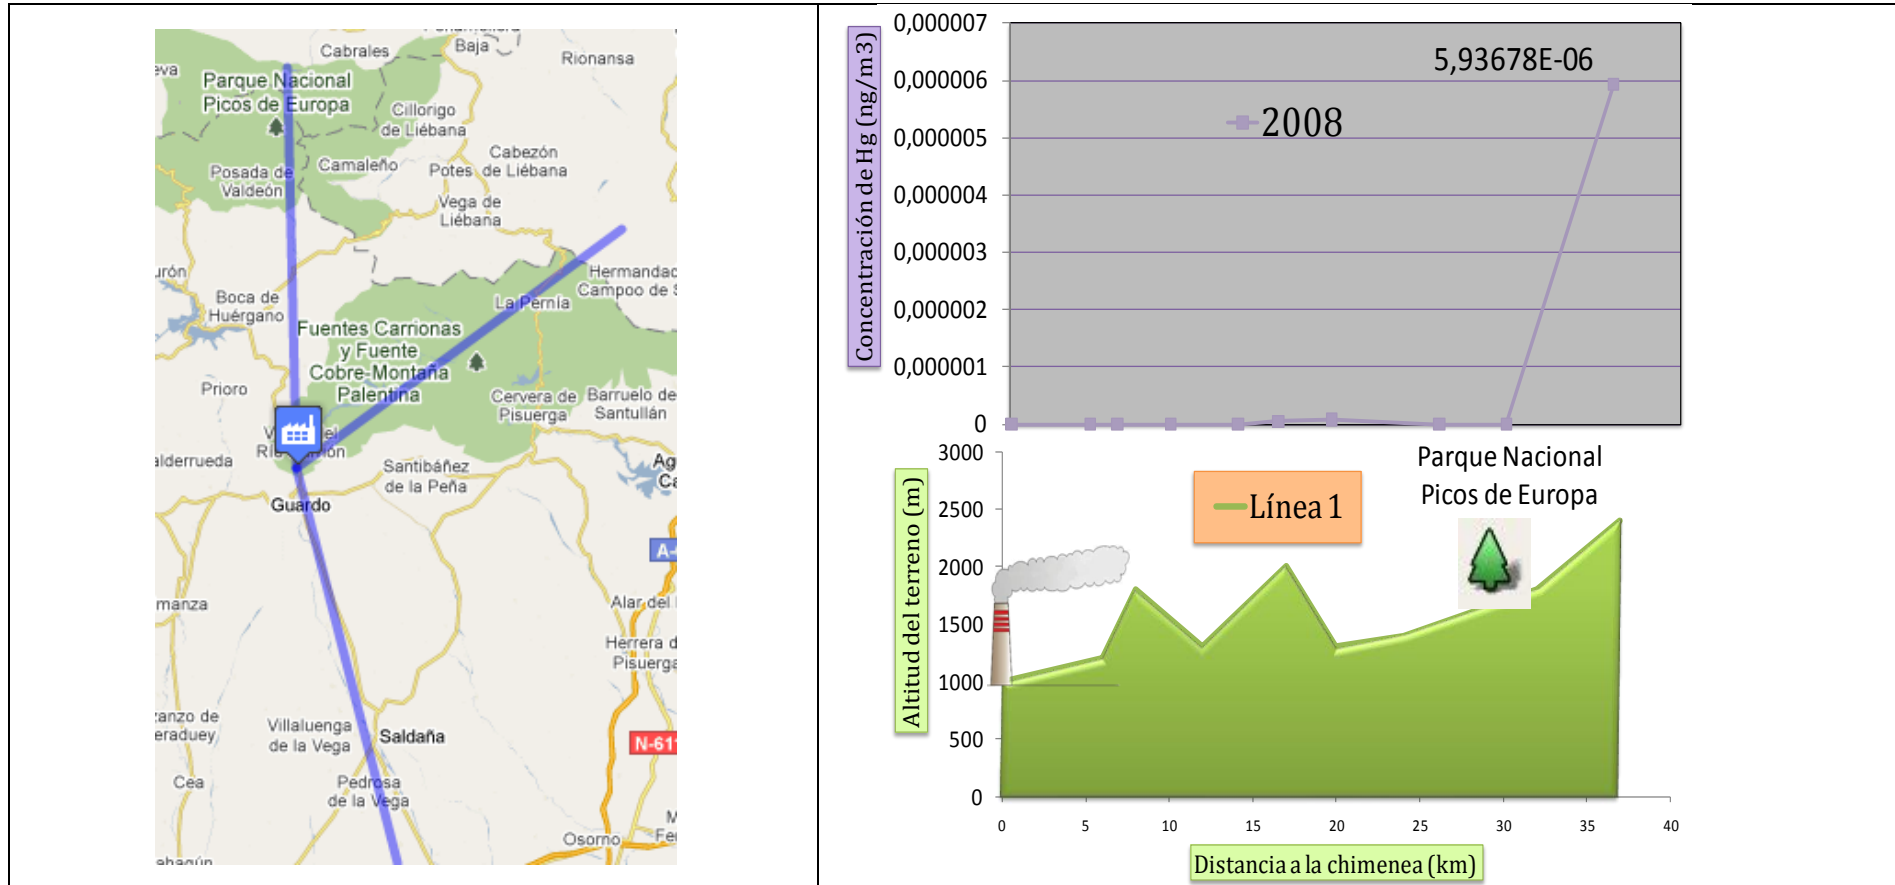 Cabrales
Baja
Rionansa
Parque Nacional
Picos de Europa
Cillorigo
de Liébana
Posada de
Valdeón
Camaleño
Cabezón
de Liébana
Potes
Vega de
Liébana
Boca de
Huérgano
La Pernía
Fuentes Carrionas
y Fuente
Cobre-Montaña
Palentina
Prioro
Cervera de
Pisuerga
Barruelo de
Santullán
Santibáñez
de la Peña
Guardo
Alar del
Herrera d
Pisuerga
Villaluenga
de la Vega
Saldaña
N-611
Cea
Pedrosa
de la Vega
Osorno
Concentración de Hg (ng/m3)
0,000007
0,000006
0,000005
0,000004
0,000003
0,000002
0,000001
0
5,93678E-06
2008
Altitud del terreno (m)
3000
2500
2000
1500
1000
500
0
Línea 1
Parque Nacional
Picos de Europa
0 5 10 15 20 25 30 35 40
Distancia a la chimenea (km)